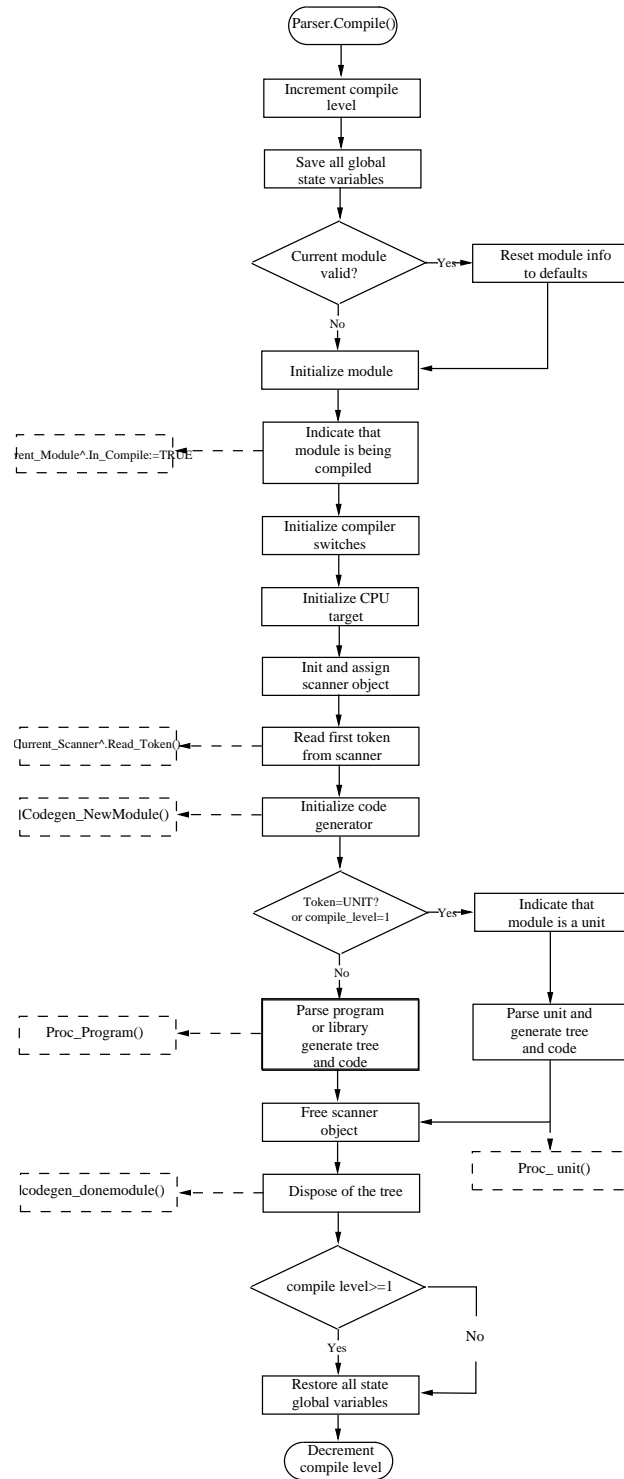 Parser.Compile()
Increment compile
level
Save all global
state variables
Current module
valid?
Yes
Reset module info
to defaults
No
Initialize module
Indicate that
module is being
compiled
rent_Module^.In_Compile:=TRUE
Initialize compiler
switches
Initialize CPU
target
Init and assign
scanner object
Read first token
from scanner
Current_Scanner^.Read_Token()
Initialize code
generator
Codegen_NewModule()
Token=UNIT?
or compile_level=1
Yes
Indicate that
module is a unit
No
Parse program
or library
generate tree
and code
Proc_Program()
Parse unit and
generate tree
and code
Free scanner
object
Proc_ unit()
Dispose of the tree
codegen_donemodule()
compile level>=1
No
Yes
Restore all state
global variables
Decrement
compile level